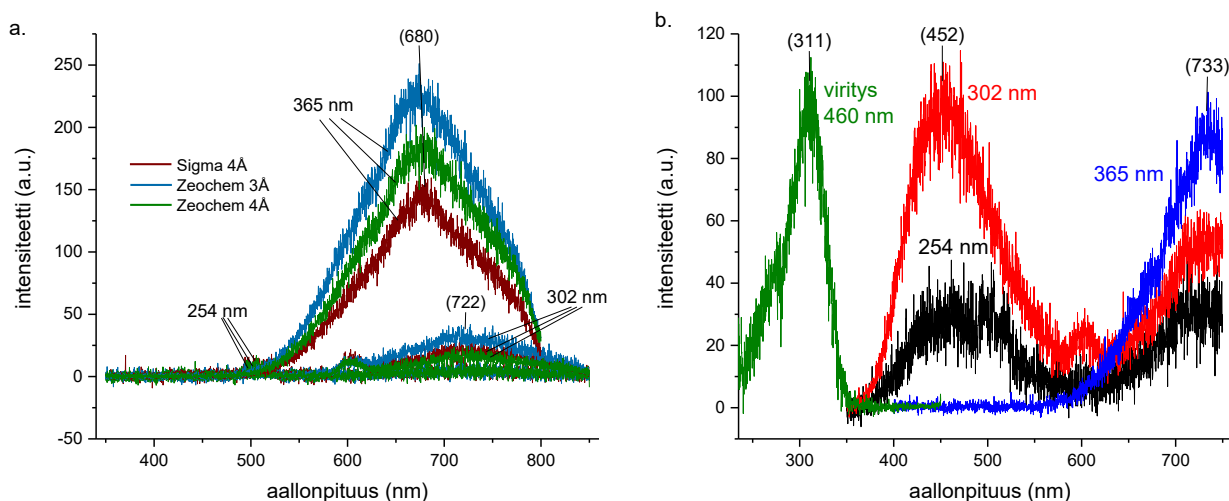 a.
intensiteetti (a.u.)
250
200
150
100
50
0
-50
400
500
600
700
800
aallonpituus (nm)
(680)
365 nm
Sigma 4Å
Zeochem 3Å
Zeochem 4Å
254 nm
(722)
302 nm
b.
intensiteetti (a.u.)
120
100
80
60
40
20
0
300
400
500
600
700
aallonpituus (nm)
(311)
(452)
(733)
viritys
460 nm
302 nm
365 nm
254 nm